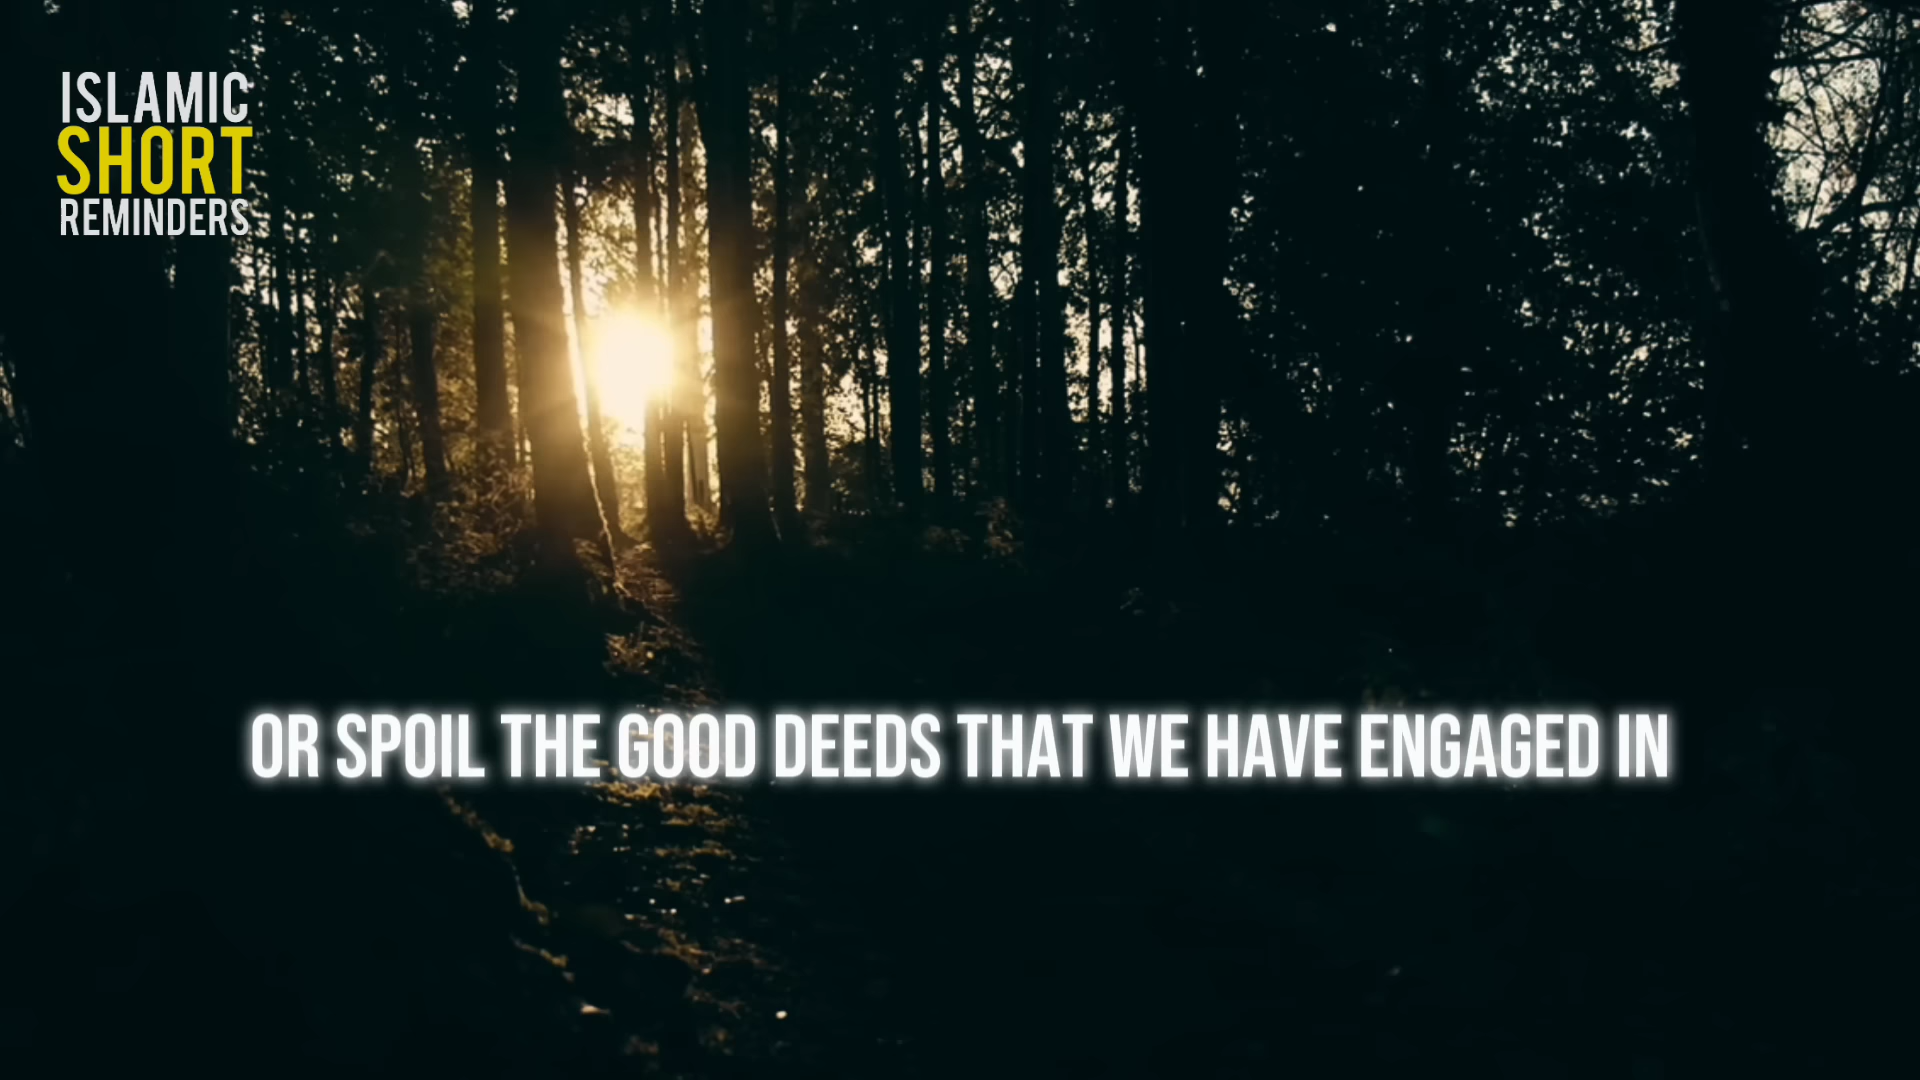 ISLAMIC
SHORT
REMINDERS
OR SPOIL THE GOOD DEEDS THAT WE HAVE ENGAGED IN